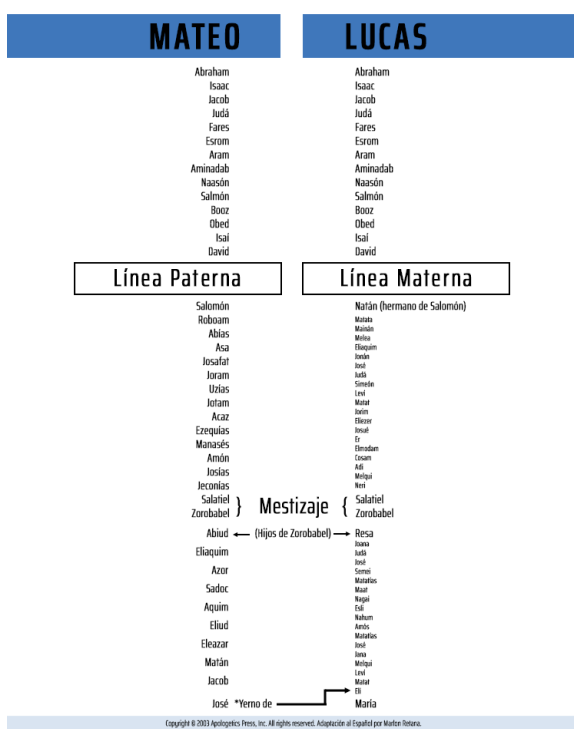 MATEO
Abraham
Isaac
Jacob
Judá
Fares
Esrom
Aram
Aminadab
Naasón
Salmón
Booz
Obed
Isaí
David
Línea Paterna
Salomón
Roboam
Abías
Asa
Josafat
Joram
Uzías
Jotam
Acaz
Ezequías
Manasés
Amón
Josías
Jeconías
Salatiel
Zorobabel
Abiud
Eliaquim
Azor
Sadoc
Aquim
Eliud
Eleazar
Matán
Jacob
José *Yerno de
} Mestizaje {
(Hijos de Zorobabel)
LUCAS
Abraham
Isaac
Jacob
Judá
Fares
Esrom
Aram
Aminadab
Naasón
Salmón
Booz
Obed
Isaí
David
Línea Materna
Natán (hermano de Salomón)
Matata
Mainán
Melea
Eliaquim
Jonán
José
Judá
Simeón
Leví
Matat
Jorim
Eliezer
Josué
Er
Elmodam
Cosam
Adi
Melqui
Neri
Salatiel
Zorobabel
Resa
Joana
Judá
José
Semei
Matatías
Maat
Nagai
Esli
Nahum
Amós
Matatías
José
Jana
Melqui
Leví
Matat
Elí
María
Copyright © 2003 Apologetics Press, Inc. All rights reserved. Adaptación al Español por Marlon Retana.